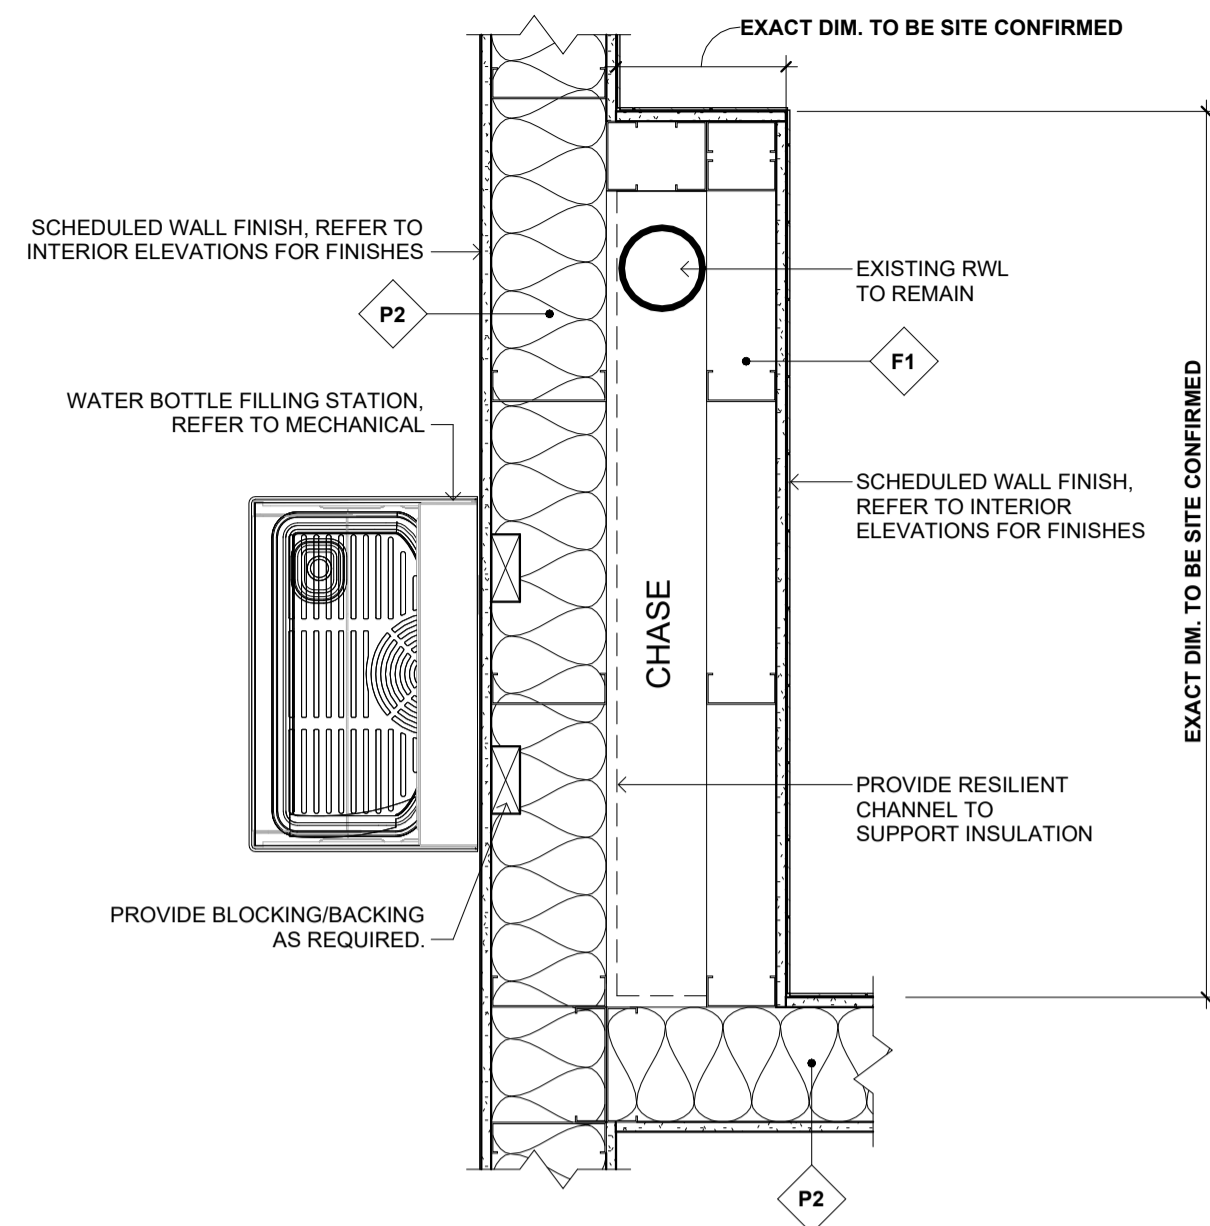 EXACT DIM. TO BE SITE CONFIRMED
SCHEDULED WALL FINISH, REFER TO
INTERIOR ELEVATIONS FOR FINISHES
P2
EXISTING RWL
TO REMAIN
F1
WATER BOTTLE FILLING STATION,
REFER TO MECHANICAL
SCHEDULED WALL FINISH,
REFER TO INTERIOR
ELEVATIONS FOR FINISHES
EXACT DIM. TO BE SITE CONFIRMED
CHASE
PROVIDE RESILIENT
CHANNEL TO
SUPPORT INSULATION
PROVIDE BLOCKING/BACKING
AS REQUIRED.
P2